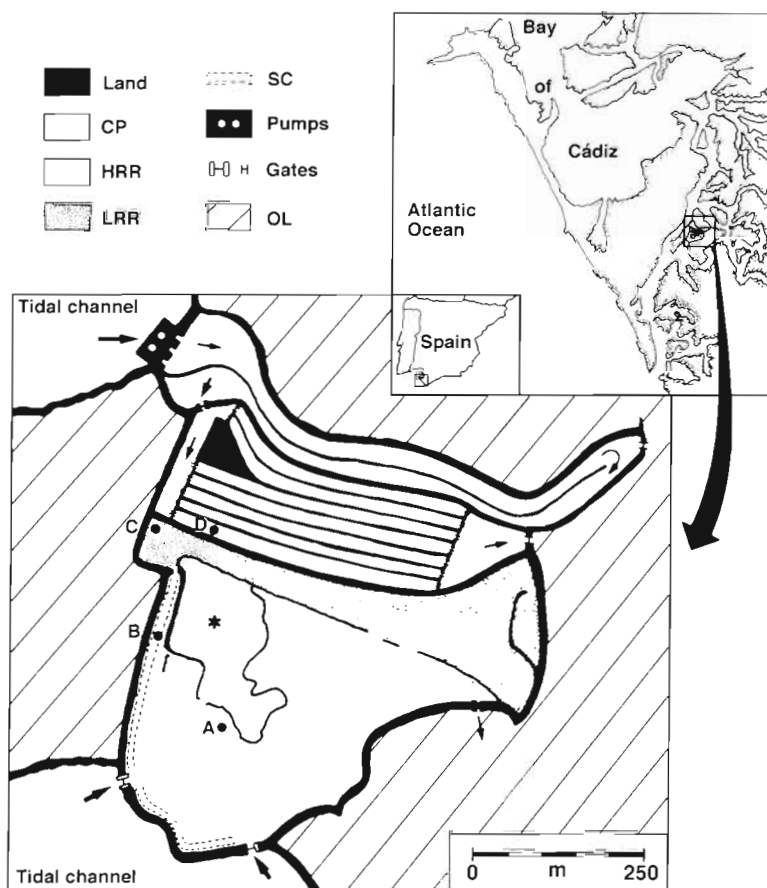 Land
CP
HRR
LRR
SC
Pumps
H Gates
OL
Bay
of
Cádiz
Atlantic
Ocean
Spain
Tidal channel
C
D
B
*
A
Tidal channel
0 250
m